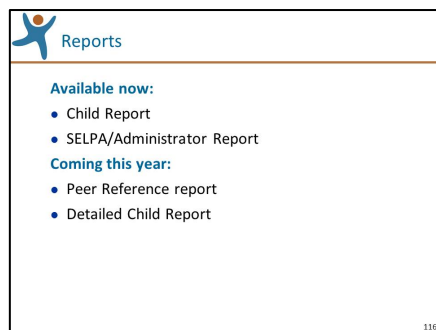 Reports
Available now:
• Child Report
• SELPA/Administrator Report
Coming this year:
• Peer Reference report
• Detailed Child Report
116